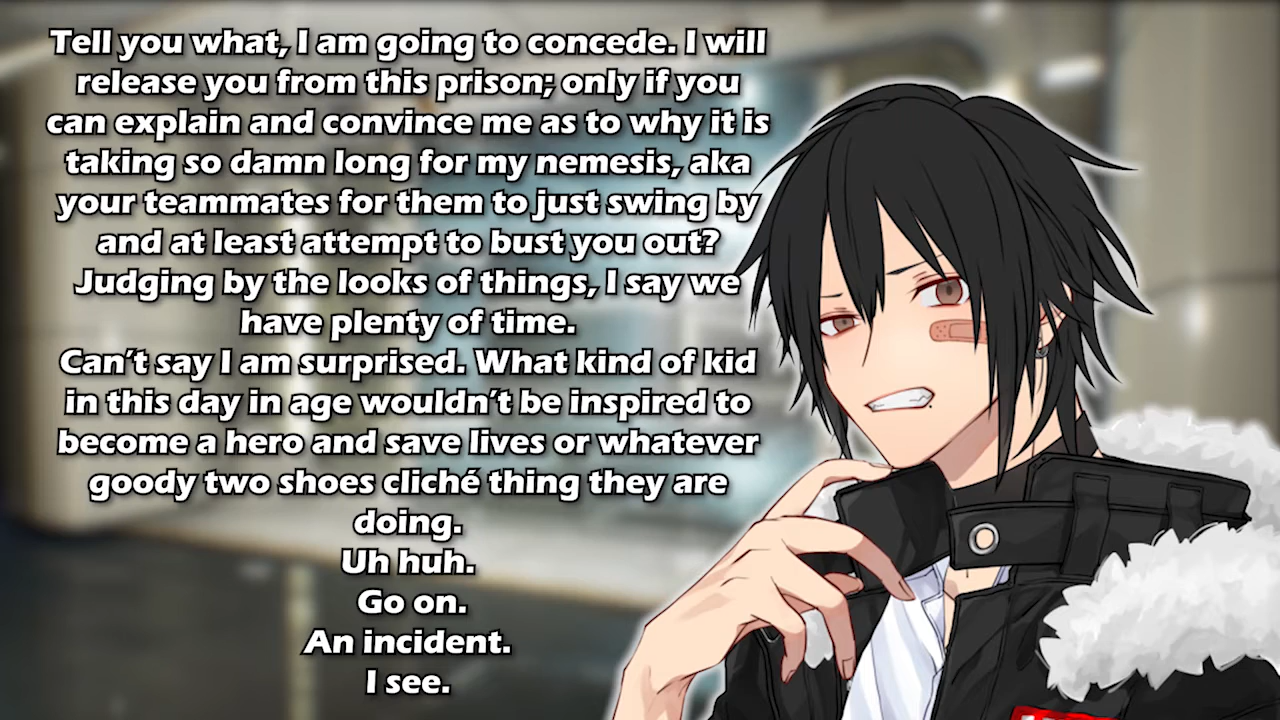 Tell you what, I am going to concede. I will
release you from this prison; only if you
can explain and convince me as to why it is
taking so damn long for my nemesis, aka
your teammates for them to just swing by
and at least attempt to bust you out?
Judging by the looks of things, I say we
have plenty of time.
Can't say I am surprised. What kind of kid
in this day in age wouldn't be inspired to
become a hero and save lives or whatever
goody two shoes cliché thing they are
doing.
Uh huh.
Go on.
An incident.
I see.